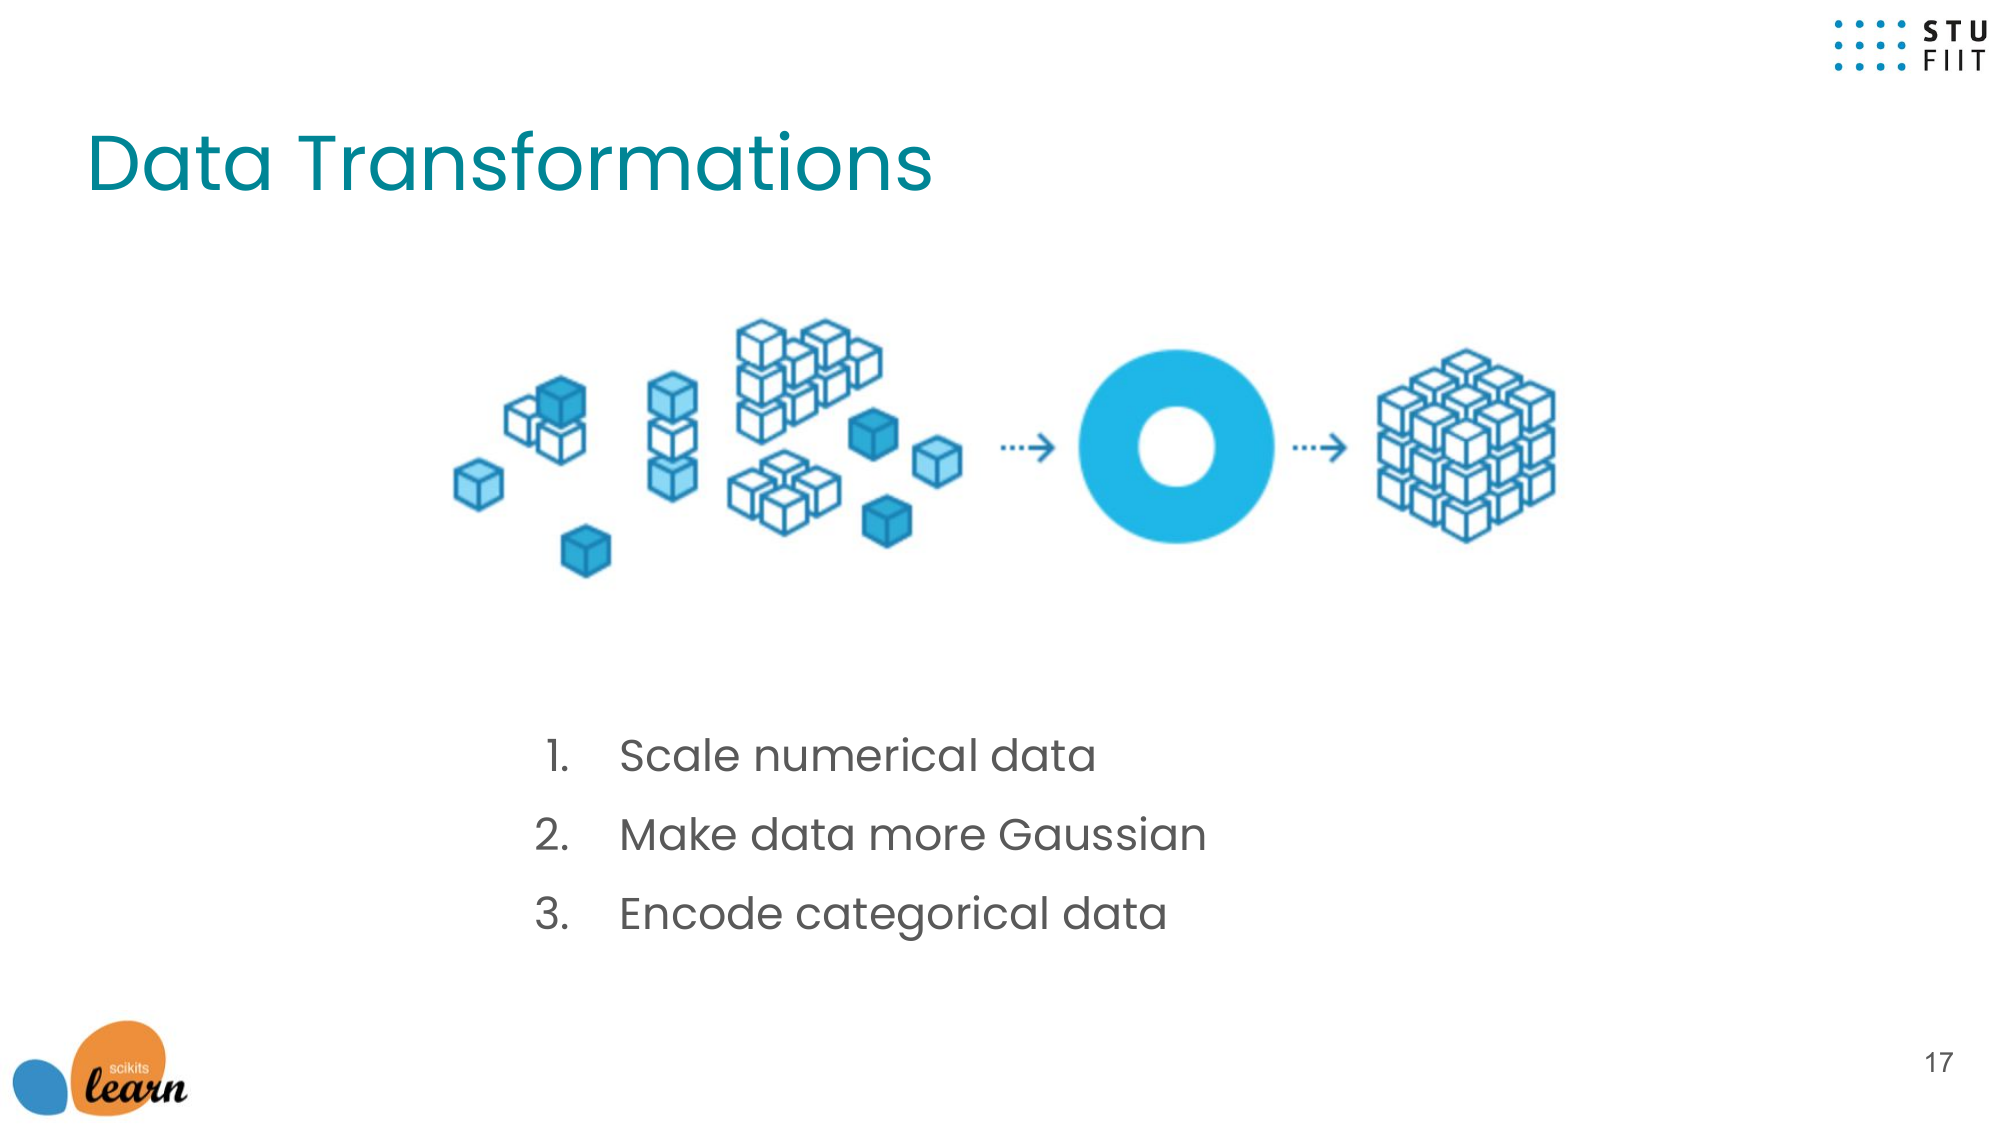 STU
FIIT
Data Transformations
1. Scale numerical data
2. Make data more Gaussian
3. Encode categorical data
scikits
learn
17